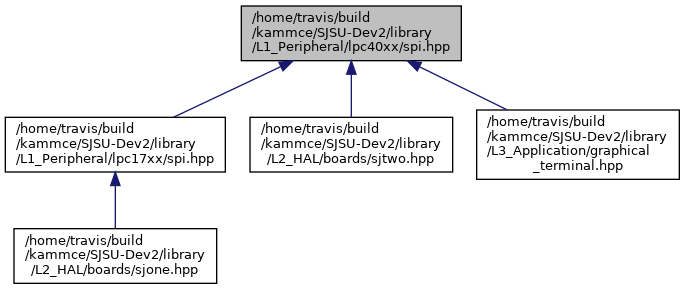 /home/travis/build
/kammce/SJSU-Dev2/library
/L1_Peripheral/lpc40xx/spi.hpp
/home/travis/build
/kammce/SJSU-Dev2/library
/L1_Peripheral/lpc17xx/spi.hpp
/home/travis/build
/kammce/SJSU-Dev2/library
/L2_HAL/boards/sjtwo.hpp
/home/travis/build
/kammce/SJSU-Dev2/library
/L3_Application/graphical
_terminal.hpp
/home/travis/build
/kammce/SJSU-Dev2/library
/L2_HAL/boards/sjone.hpp